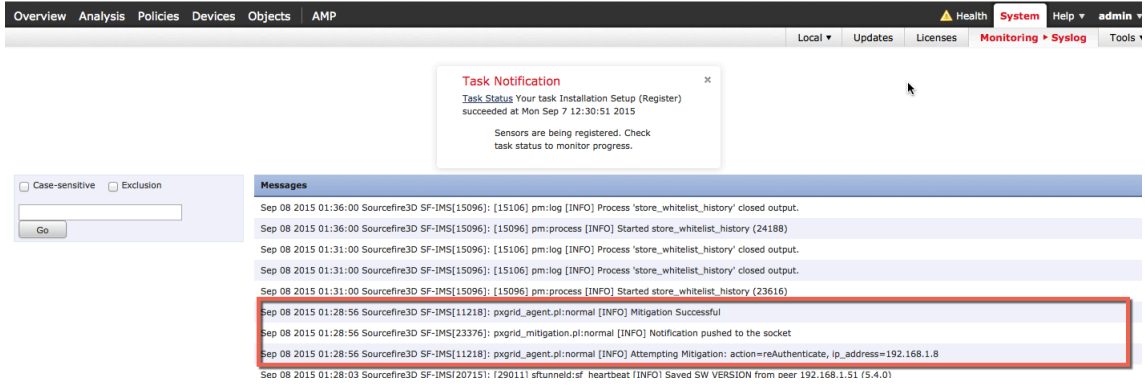 Overview Analysis Policies Devices Objects AMP Health System Help admin
Local Updates Licenses Monitoring ▸ Syslog Tools
Task Notification
Task Status Your task Installation Setup (Register)
succeeded at Mon Sep 7 12:30:51 2015
Sensors are being registered. Check
task status to monitor progress.
Case-sensitive Exclusion
Go
Messages
Sep 08 2015 01:36:00 Sourcefire3D SF-IMS[15096]: [15106] pm:log [INFO] Process 'store_whitelist_history' closed output.
Sep 08 2015 01:36:00 Sourcefire3D SF-IMS[15096]: [15096] pm:process [INFO] Started store_whitelist_history (24188)
Sep 08 2015 01:31:00 Sourcefire3D SF-IMS[15096]: [15106] pm:log [INFO] Process 'store_whitelist_history' closed output.
Sep 08 2015 01:31:00 Sourcefire3D SF-IMS[15096]: [15106] pm:log [INFO] Process 'store_whitelist_history' closed output.
Sep 08 2015 01:31:00 Sourcefire3D SF-IMS[15096]: [15096] pm:process [INFO] Started store_whitelist_history (23616)
Sep 08 2015 01:28:56 Sourcefire3D SF-IMS[11218]: pxgrid_agent.pl:normal [INFO] Mitigation Successful
Sep 08 2015 01:28:56 Sourcefire3D SF-IMS[23376]: pxgrid_mitigation.pl:normal [INFO] Notification pushed to the socket
Sep 08 2015 01:28:56 Sourcefire3D SF-IMS[11218]: pxgrid_agent.pl:normal [INFO] Attempting Mitigation: action=reAuthenticate, ip_address=192.168.1.8
Sep 08 2015 01:28:03 Sourcefire3D SF-IMS[20715]: [29011] sftunneld:sf_heartbeat [INFO] Saved SW VERSION from peer 192.168.1.51 (5.4.0)